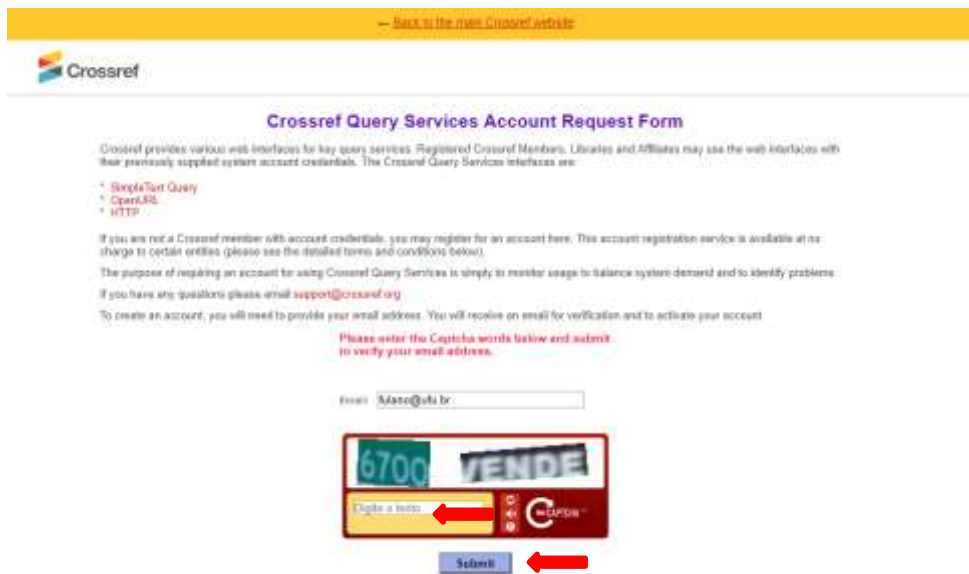 ← Back to the main Crossref website
Crossref
Crossref Query Services Account Request Form
Crossref provides various web interfaces for key query services. Registered Crossref Members, Libraries and Affiliates may use the web interfaces with
their previously supplied system account credentials. The Crossref Query Services interfaces are:
* SimpleText Query
* OpenURL
* HTTP
If you are not a Crossref member with account credentials, you may register for an account here. This account registration service is available at no
charge to certain entities (please see the detailed terms and conditions below).
The purpose of requiring an account for using Crossref Query Services is simply to monitor usage to balance system demand and to identify problems.
If you have any questions please email support@crossref.org
To create an account, you will need to provide your email address. You will receive an email for verification and to activate your account.
Please enter the Captcha words below and submit
to verify your email address.
Email: fulano@ufu.br
6700 VENDE
Digite o texto
reCAPTCHA™
Submit